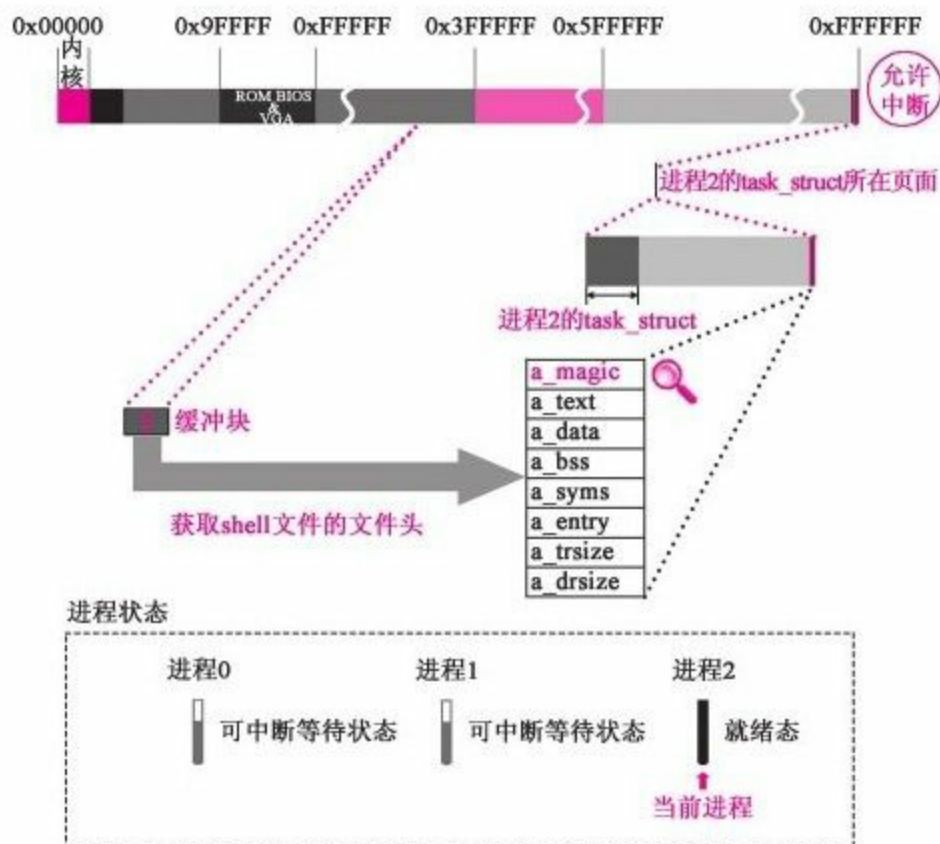 0x00000 0x9FFFF 0xFFFFF 0x3FFFFF 0x5FFFFF 0xFFFFFF
内
核
ROM BIOS
&
VGA
允许
中断
进程2的task_struct所在页面
进程2的task_struct
a_magic
a_text
a_data
a_bss
a_syms
a_entry
a_trsize
a_drsize
缓冲块
获取shell文件的文件头
进程状态
进程0 进程1 进程2
可中断等待状态 可中断等待状态 就绪态
当前进程